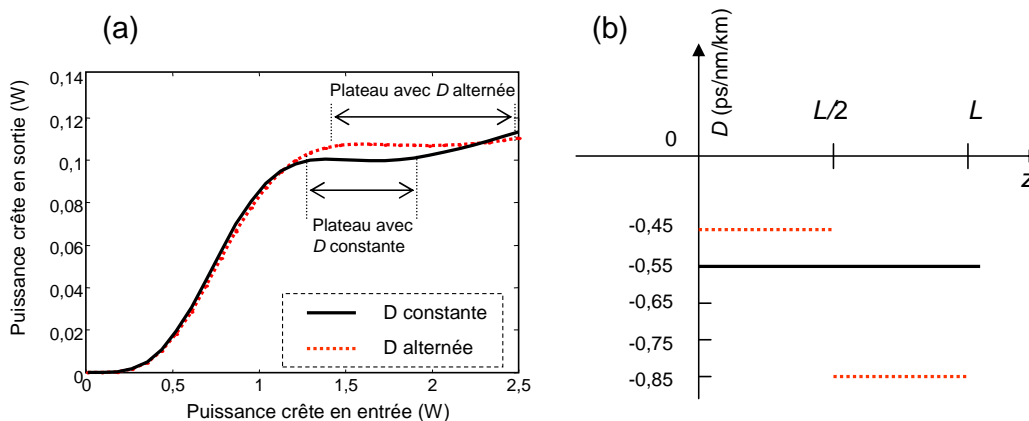 (a)
Puissance crête en sortie (W)
0,14
0,12
0,1
0,08
0,06
0,04
0,02
0
0
0,5
1
1,5
2
2,5
Puissance crête en entrée (W)
Plateau avec D alternée
Plateau avec
D constante
D constante
D alternée
(b)
D (ps/nm/km)
L/2
L
0
z
-0,45
-0,55
-0,65
-0,75
-0,85